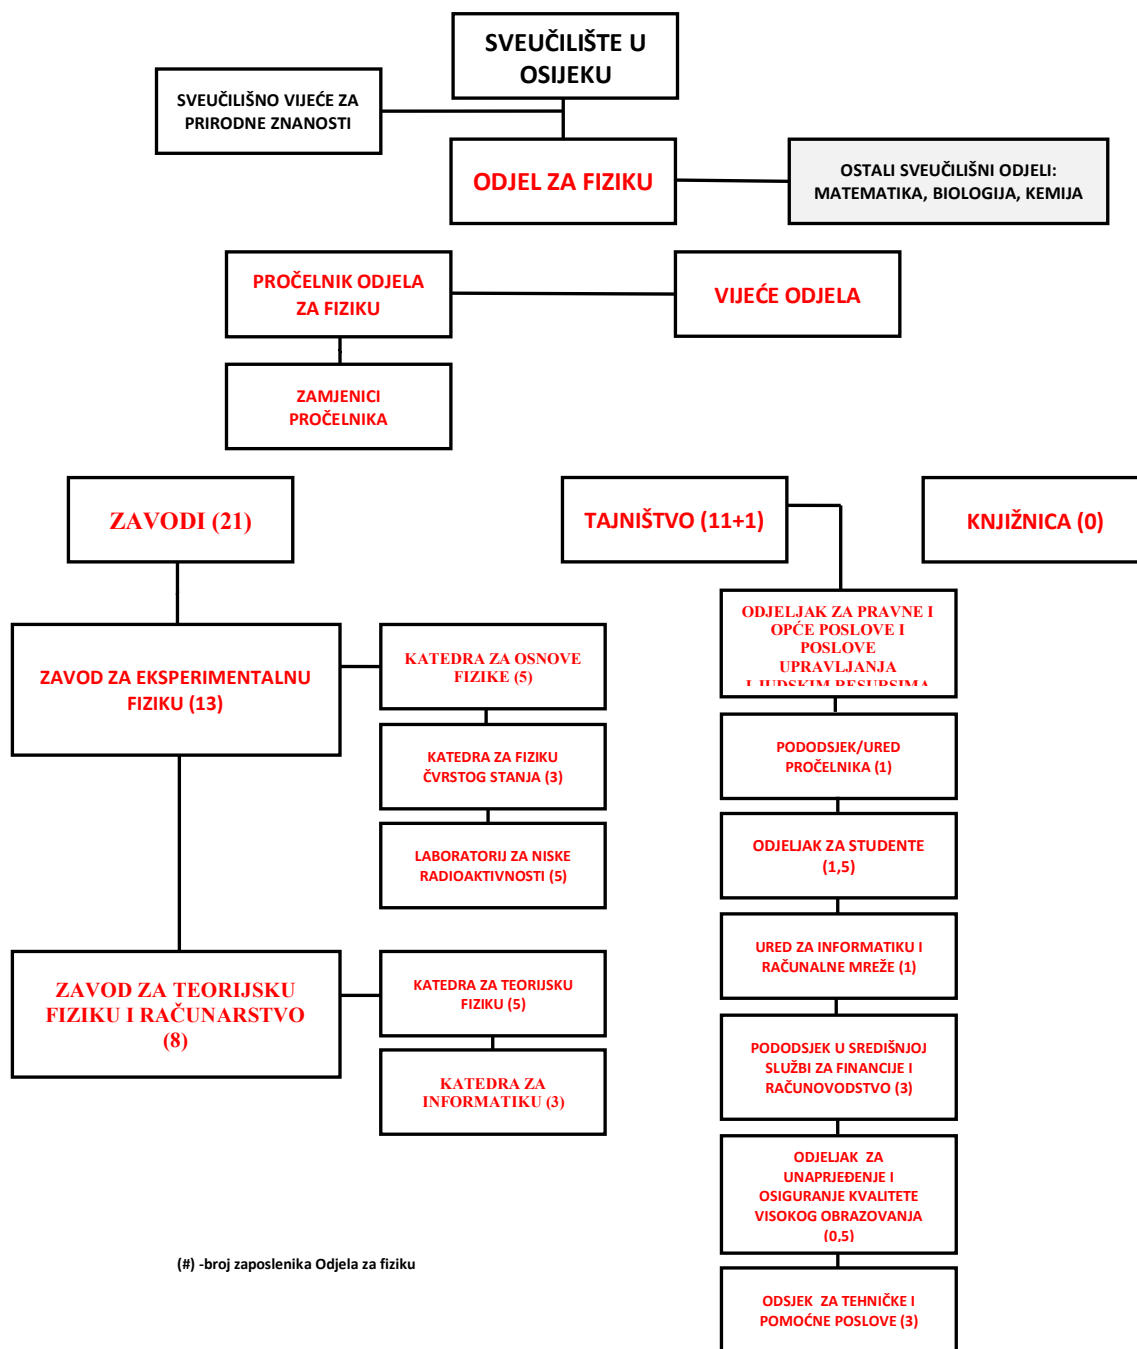 SVEUČILIŠTE U
OSIJEKU
SVEUČILIŠNO VIJEĆE ZA
PRIRODNE ZNANOSTI
ODJEL ZA FIZIKU
OSTALI SVEUČILIŠNI ODJELI:
MATEMATIKA, BIOLOGIJA, KEMIJA
PROČELNIK ODJELA
ZA FIZIKU
VIJEĆE ODJELA
ZAMJENICI
PROČELNIKA
ZAVODI (21)
TAJNIŠTVO (11+1)
KNJIŽNICA (0)
ZAVOD ZA EKSPERIMENTALNU
FIZIKU (13)
KATEDRA ZA OSNOVE
FIZIKE (5)
KATEDRA ZA FIZIKU
ČVRSTOG STANJA (3)
LABORATORIJ ZA NISKE
RADIOAKTIVNOSTI (5)
ZAVOD ZA TEORIJSKU
FIZIKU I RAČUNARSTVO
(8)
KATEDRA ZA TEORIJSKU
FIZIKU (5)
KATEDRA ZA
INFORMATIKU (3)
ODJELJAK ZA PRAVNE I
OPĆE POSLOVE I
POSLOVE
UPRAVLJANJA
LJUDSKIM RESURSIMA
PODODSJEK/URED
PROČELNIKA (1)
ODJELJAK ZA STUDENTE
(1,5)
URED ZA INFORMATIKU I
RAČUNALNE MREŽE (1)
PODODSJEK U SREDIŠNJOJ
SLUŽBI ZA FINANCIJE I
RAČUNOVODSTVO (3)
ODJELJAK ZA
UNAPRJEĐENJE I
OSIGURANJE KVALITETE
VISOKOG OBRAZOVANJA
(0,5)
ODSJEK ZA TEHNIČKE I
POMOĆNE POSLOVE (3)
(#) -broj zaposlenika Odjela za fiziku